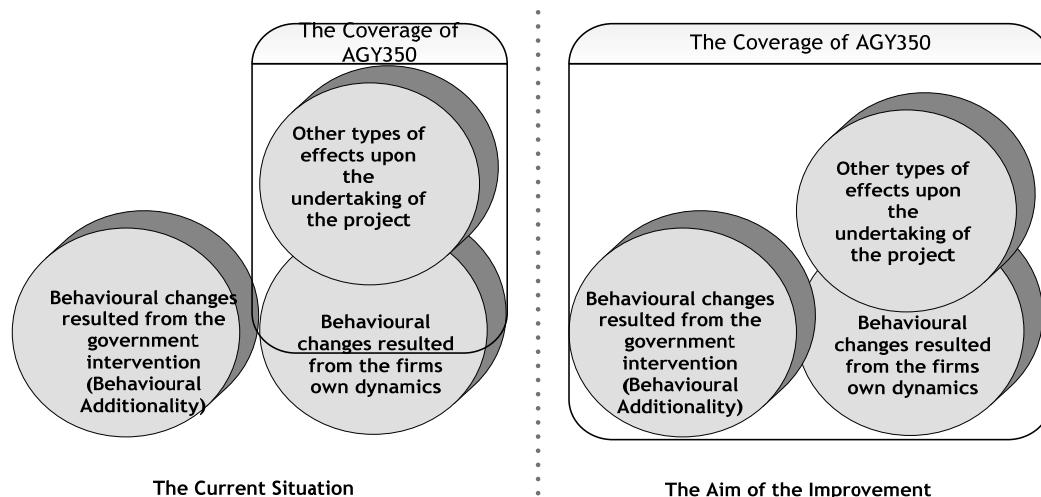 The Coverage of
AGY350
Other types of
effects upon
the
undertaking of
the project
Behavioural changes
resulted from the
government
intervention
(Behavioural
Additionality)
Behavioural
changes resulted
from the firms
own dynamics
The Current Situation
The Coverage of AGY350
Other types of
effects upon
the
undertaking of
the project
Behavioural changes
resulted from the
government
intervention
(Behavioural
Additionality)
Behavioural
changes resulted
from the firms
own dynamics
The Aim of the Improvement